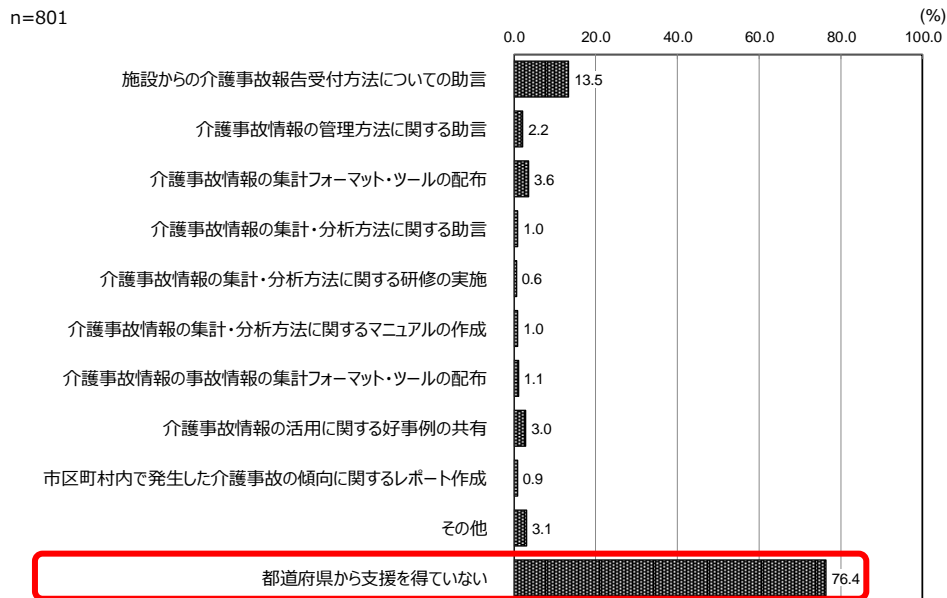 n=801
(%)
0.0 20.0 40.0 60.0 80.0 100.0
施設からの介護事故報告受付方法についての助言 13.5
介護事故情報の管理方法に関する助言 2.2
介護事故情報の集計フォーマット・ツールの配布 3.6
介護事故情報の集計・分析方法に関する助言 1.0
介護事故情報の集計・分析方法に関する研修の実施 0.6
介護事故情報の集計・分析方法に関するマニュアルの作成 1.0
介護事故情報の事故情報の集計フォーマット・ツールの配布 1.1
介護事故情報の活用に関する好事例の共有 3.0
市区町村内で発生した介護事故の傾向に関するレポート作成 0.9
その他 3.1
都道府県から支援を得ていない 76.4